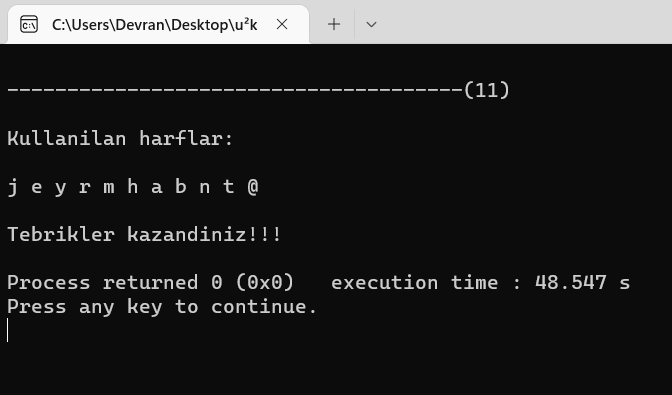 C:\Users\Devran\Desktop\u²k
--------------------------------------(11)
Kullanilan harflar:
j e y r m h a b n t @
Tebrikler kazandiniz!!!
Process returned 0 (0x0)   execution time : 48.547 s
Press any key to continue.